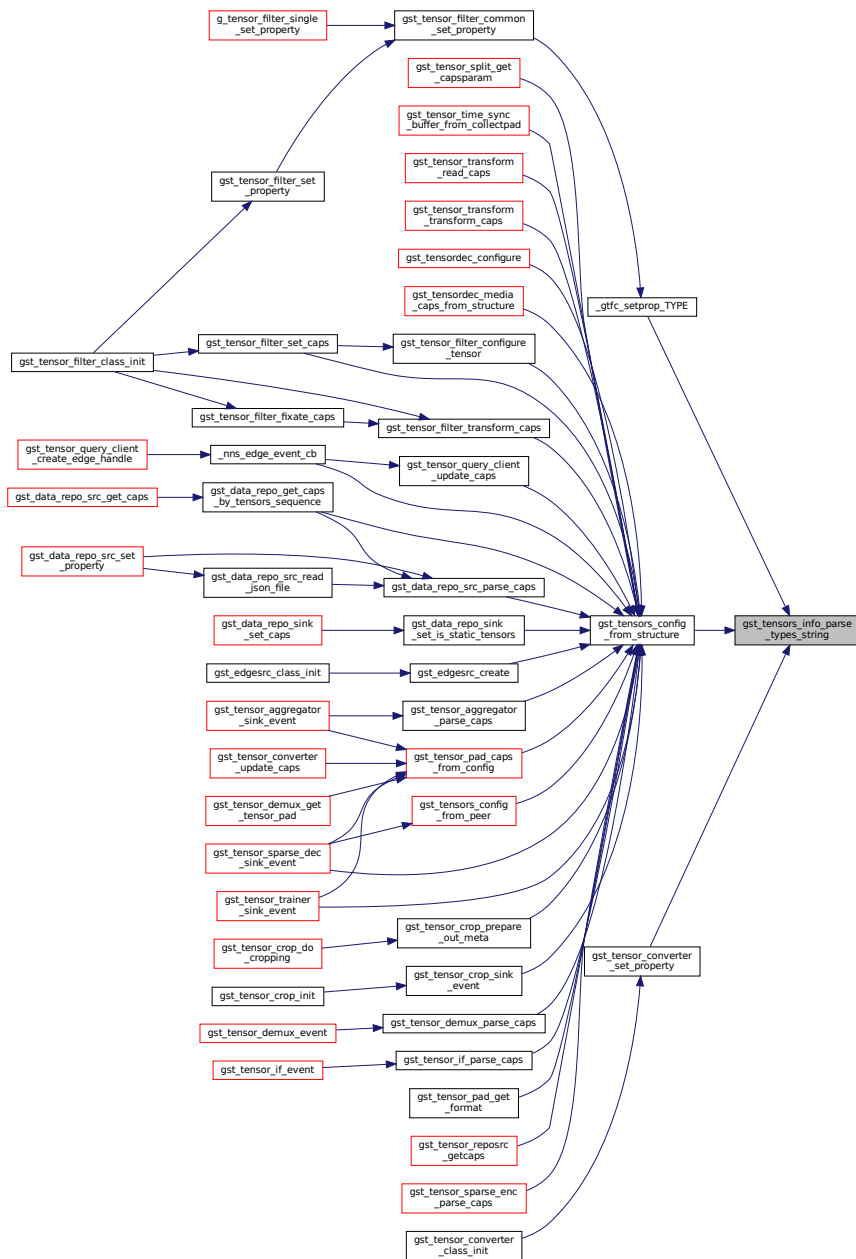 g_tensor_filter_single
_set_property
gst_tensor_filter_common
_set_property
gst_tensor_split_get
_capsparam
gst_tensor_time_sync
_buffer_from_collectpad
gst_tensor_transform
_read_caps
gst_tensor_filter_set
_property
gst_tensor_transform
_transform_caps
gst_tensordec_configure
gst_tensordec_media
_caps_from_structure
_gtfc_setprop_TYPE
gst_tensor_filter_set_caps
gst_tensor_filter_configure
_tensor
gst_tensor_filter_class_init
gst_tensor_filter_fixate_caps
gst_tensor_filter_transform_caps
gst_tensor_query_client
_create_edge_handle
_nns_edge_event_cb
gst_tensor_query_client
_update_caps
gst_data_repo_src_get_caps
gst_data_repo_get_caps
_by_tensors_sequence
gst_data_repo_src_set
_property
gst_data_repo_src_read
_json_file
gst_data_repo_src_parse_caps
gst_data_repo_sink
_set_caps
gst_data_repo_sink
_set_is_static_tensors
gst_tensors_config
_from_structure
gst_tensors_info_parse
_types_string
gst_edgesrc_class_init
gst_edgesrc_create
gst_tensor_aggregator
_sink_event
gst_tensor_aggregator
_parse_caps
gst_tensor_converter
_update_caps
gst_tensor_pad_caps
_from_config
gst_tensor_demux_get
_tensor_pad
gst_tensors_config
_from_peer
gst_tensor_sparse_dec
_sink_event
gst_tensor_trainer
_sink_event
gst_tensor_crop_do
_cropping
gst_tensor_crop_prepare
_out_meta
gst_tensor_converter
_set_property
gst_tensor_crop_init
gst_tensor_crop_sink
_event
gst_tensor_demux_event
gst_tensor_demux_parse_caps
gst_tensor_if_event
gst_tensor_if_parse_caps
gst_tensor_pad_get
_format
gst_tensor_reposrc
_getcaps
gst_tensor_sparse_enc
_parse_caps
gst_tensor_converter
_class_init